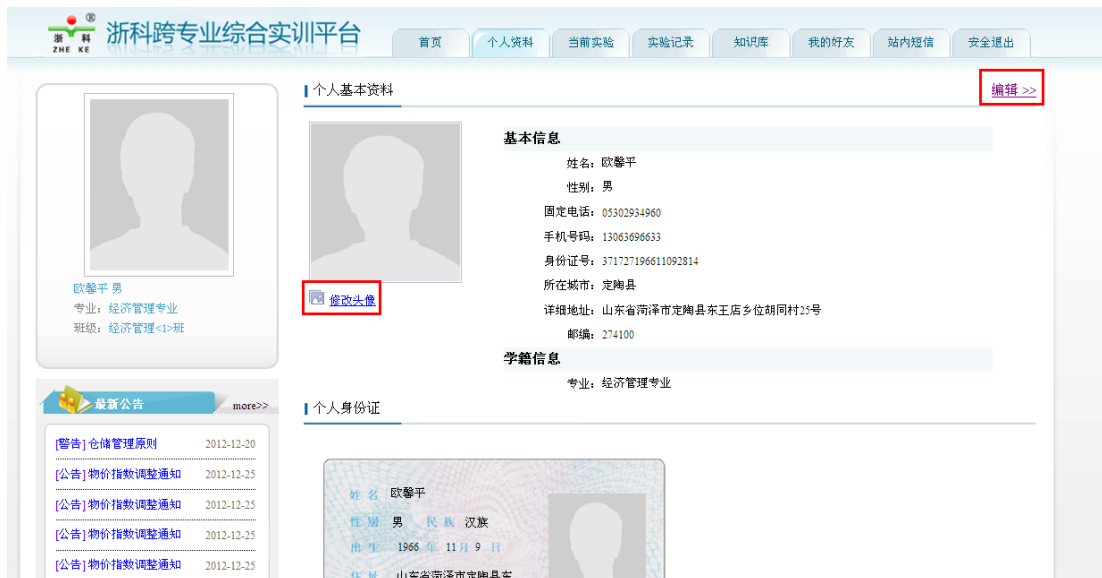 ®
浙 科
ZHE KE
浙科跨专业综合实训平台
首页 个人资料 当前实验 实验记录 知识库 我的好友 站内短信 安全退出
个人基本资料 编辑 >>
基本信息
姓名: 欧馨平
性别: 男
固定电话: 05302934960
手机号码: 13063696633
身份证号: 371727196611092814
所在城市: 定陶县
详细地址: 山东省菏泽市定陶县东王店乡位胡同村25号
邮编: 274100
学籍信息
专业: 经济管理专业
修改头像
欧馨平 男
专业: 经济管理专业
班级: 经济管理<1>班
最新公告 more>>
[警告] 仓储管理原则 2012-12-20
[公告] 物价指数调整通知 2012-12-25
[公告] 物价指数调整通知 2012-12-25
[公告] 物价指数调整通知 2012-12-25
[公告] 物价指数调整通知 2012-12-25
个人身份证
姓 名 欧馨平
性 别 男 民 族 汉族
出 生 1966 年 11 月 9 日
住 址 山东省菏泽市定陶县东